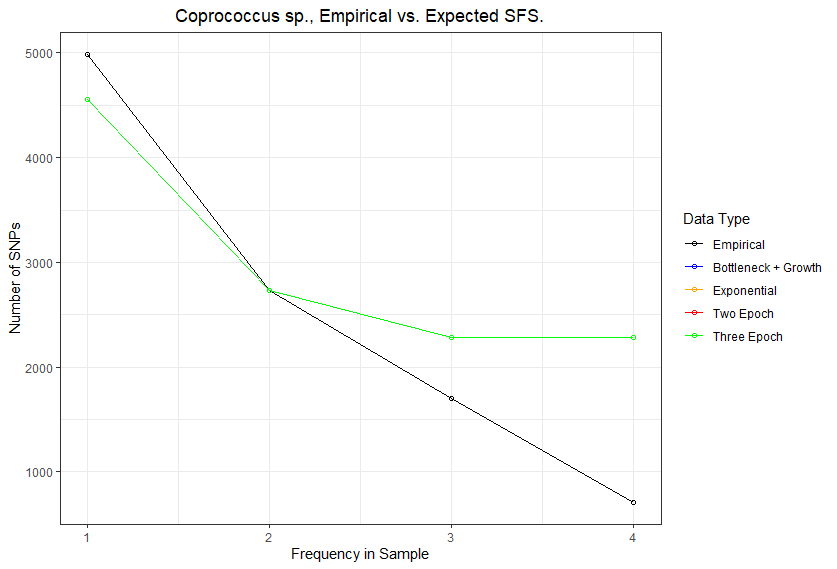 Coprococcus sp., Empirical vs. Expected SFS.
5000
4000
3000
2000
1000
Number of SNPs
1
2
3
4
Frequency in Sample
Data Type
Empirical
Bottleneck + Growth
Exponential
Two Epoch
Three Epoch